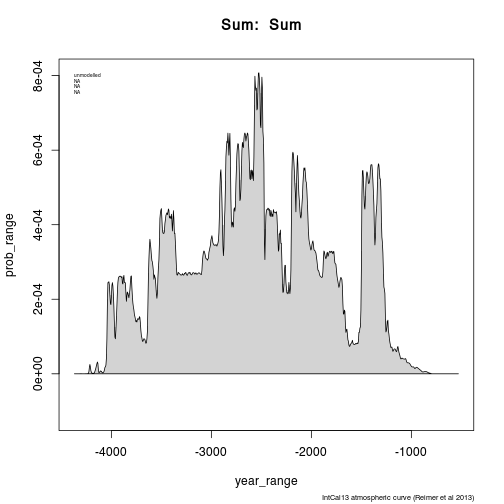 Sum:  Sum
unmodelled
NA
NA
NA
8e-04
6e-04
4e-04
2e-04
0e+00
prob_range
-4000
-3000
-2000
-1000
year_range
IntCal13 atmospheric curve (Reimer et al 2013)